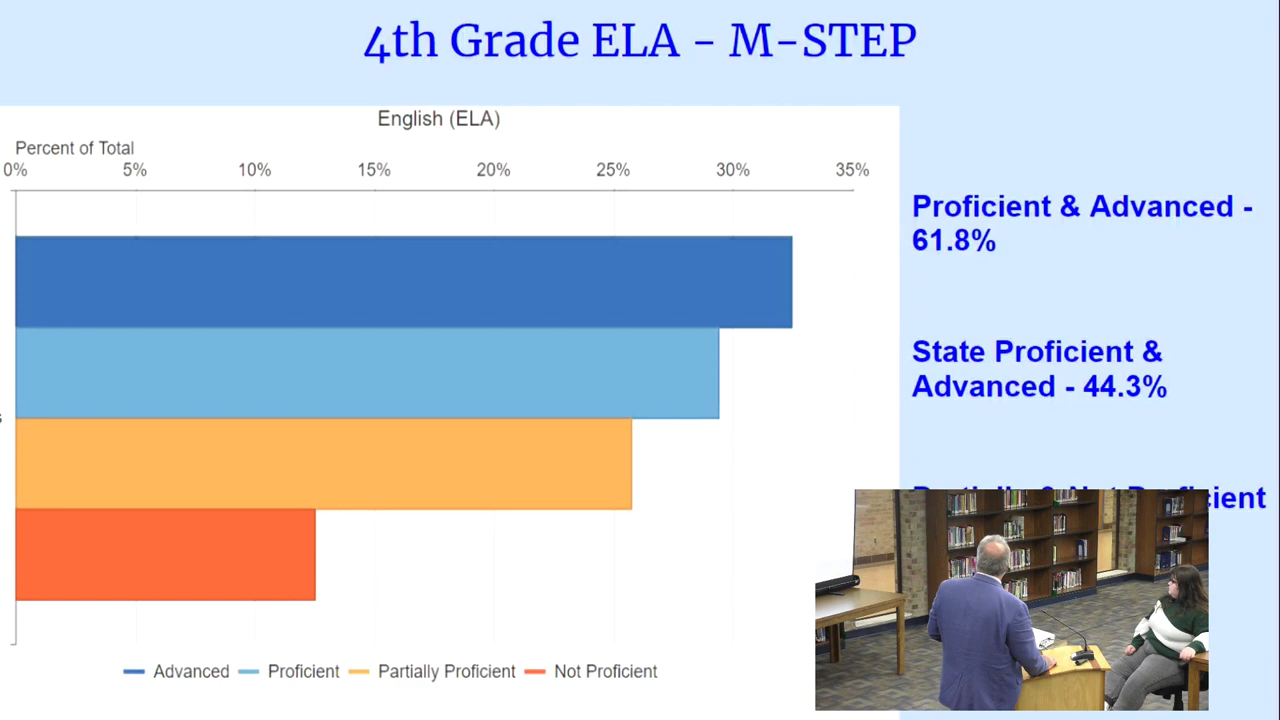 4th Grade ELA - M-STEP
English (ELA)
Percent of Total
0% 5% 10% 15% 20% 25% 30% 35%
Proficient & Advanced -
61.8%
State Proficient &
Advanced - 44.3%
Advanced Proficient Partially Proficient Not Proficient